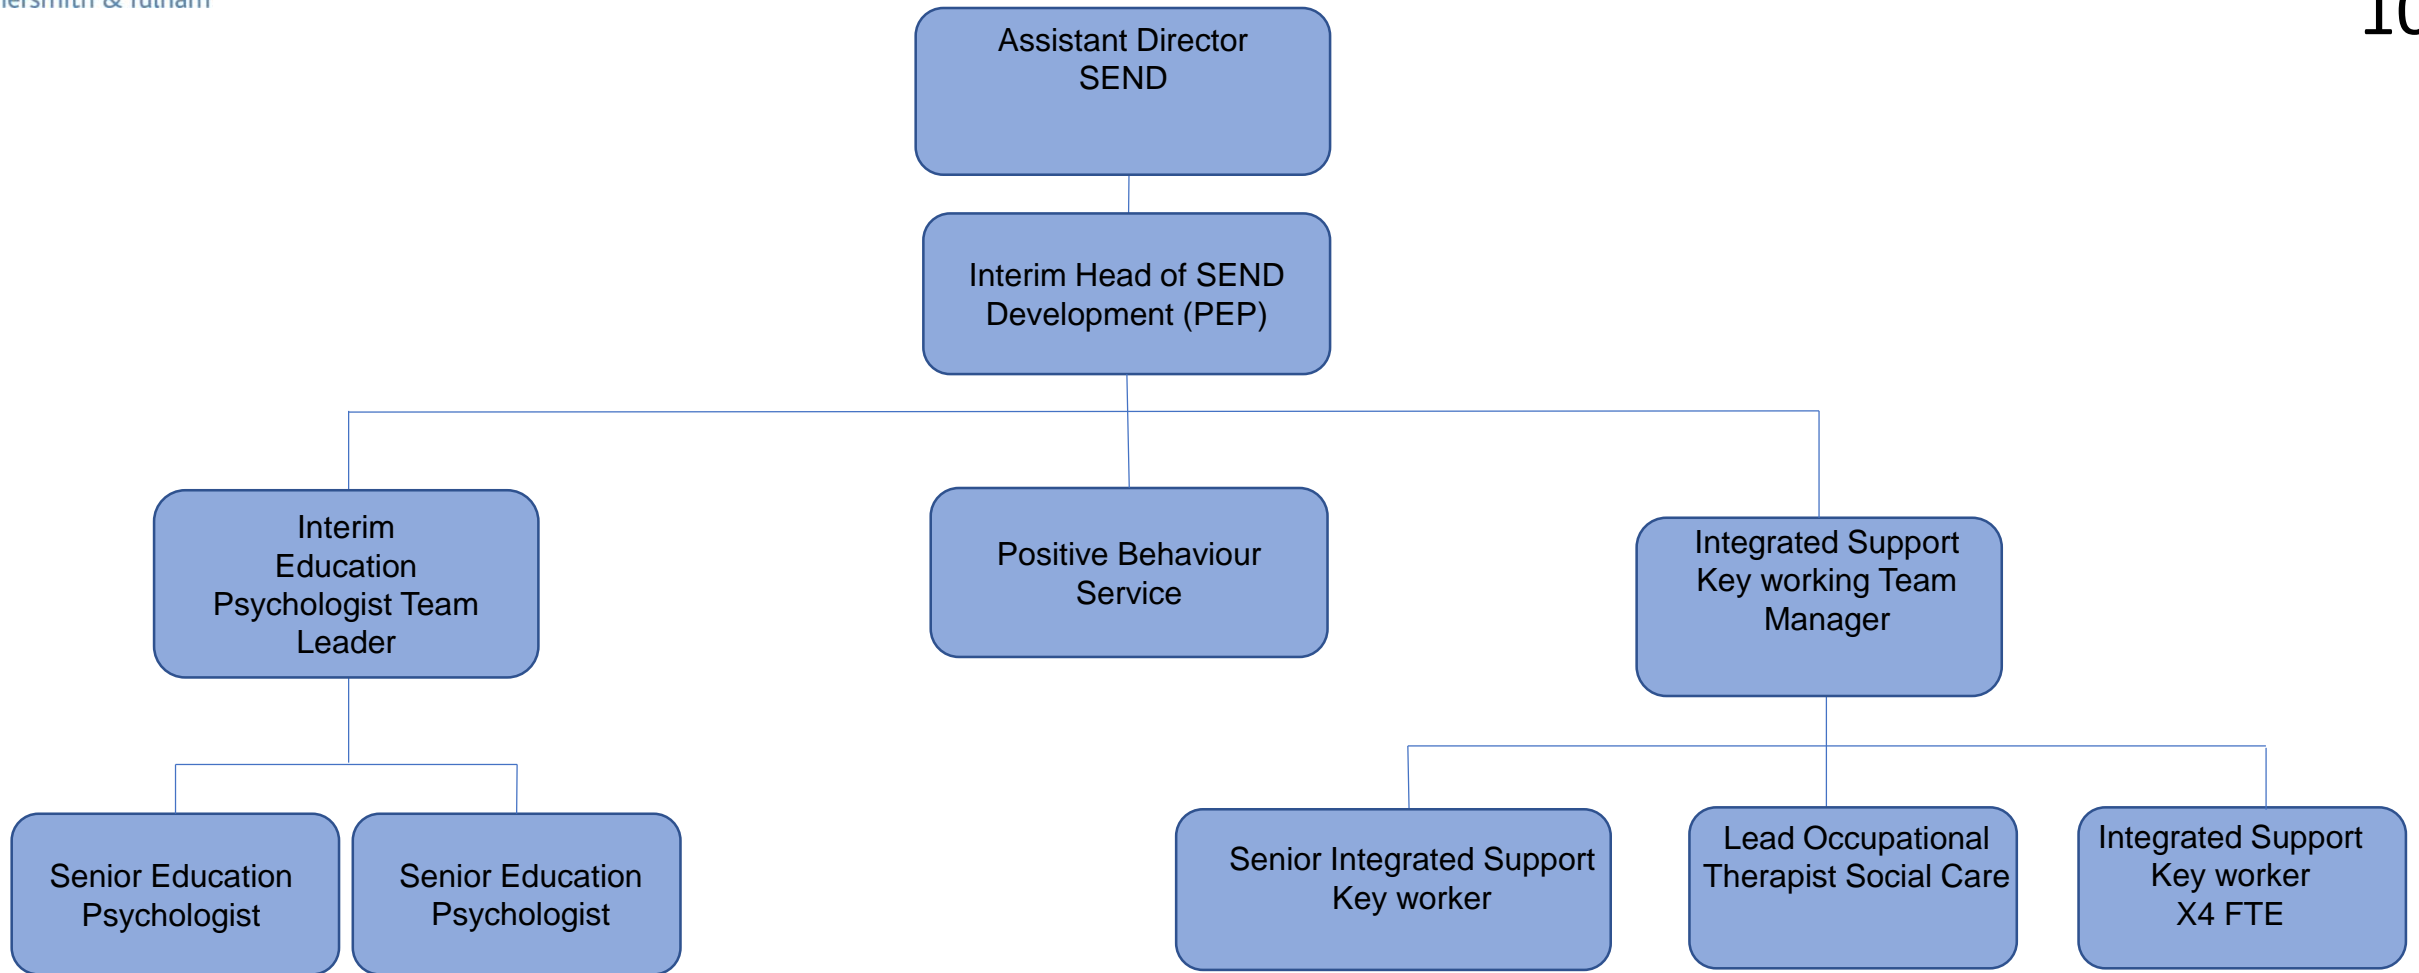 & fulham
10
Assistant Director
SEND
Interim Head of SEND
Development (PEP)
Interim
Education
Psychologist Team
Leader
Positive Behaviour
Service
Integrated Support
Key working Team
Manager
Senior Education
Psychologist
Senior Education
Psychologist
Senior Integrated Support
Key worker
Lead Occupational
Therapist Social Care
Integrated Support
Key worker
X4 FTE